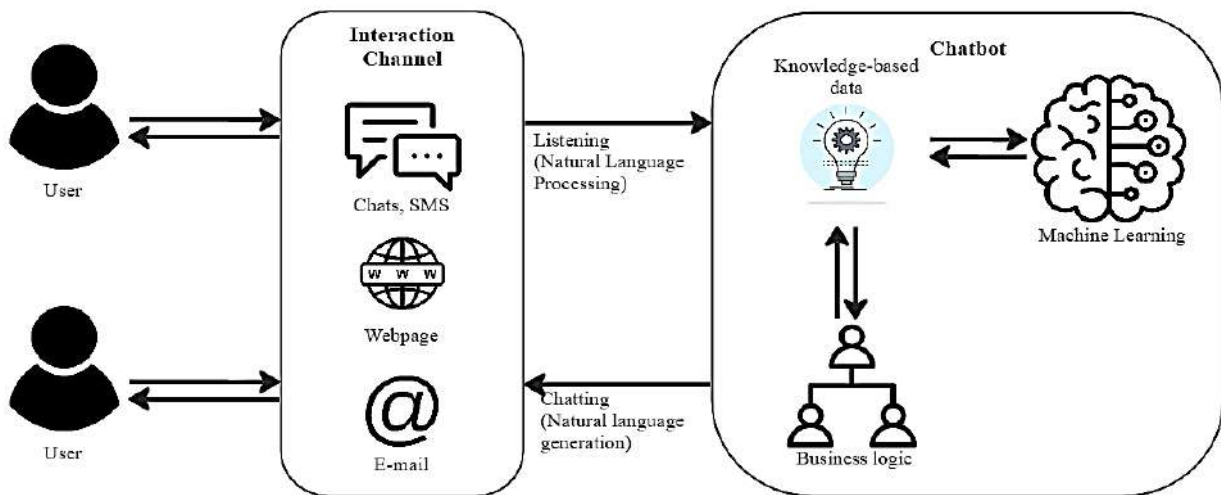 User
User
Interaction
Channel
Chats, SMS
W W W
Webpage
@
E-mail
Listening
(Natural Language
Processing)
Chatting
(Natural language
generation)
Chatbot
Knowledge-based
data
Machine Learning
Business logic